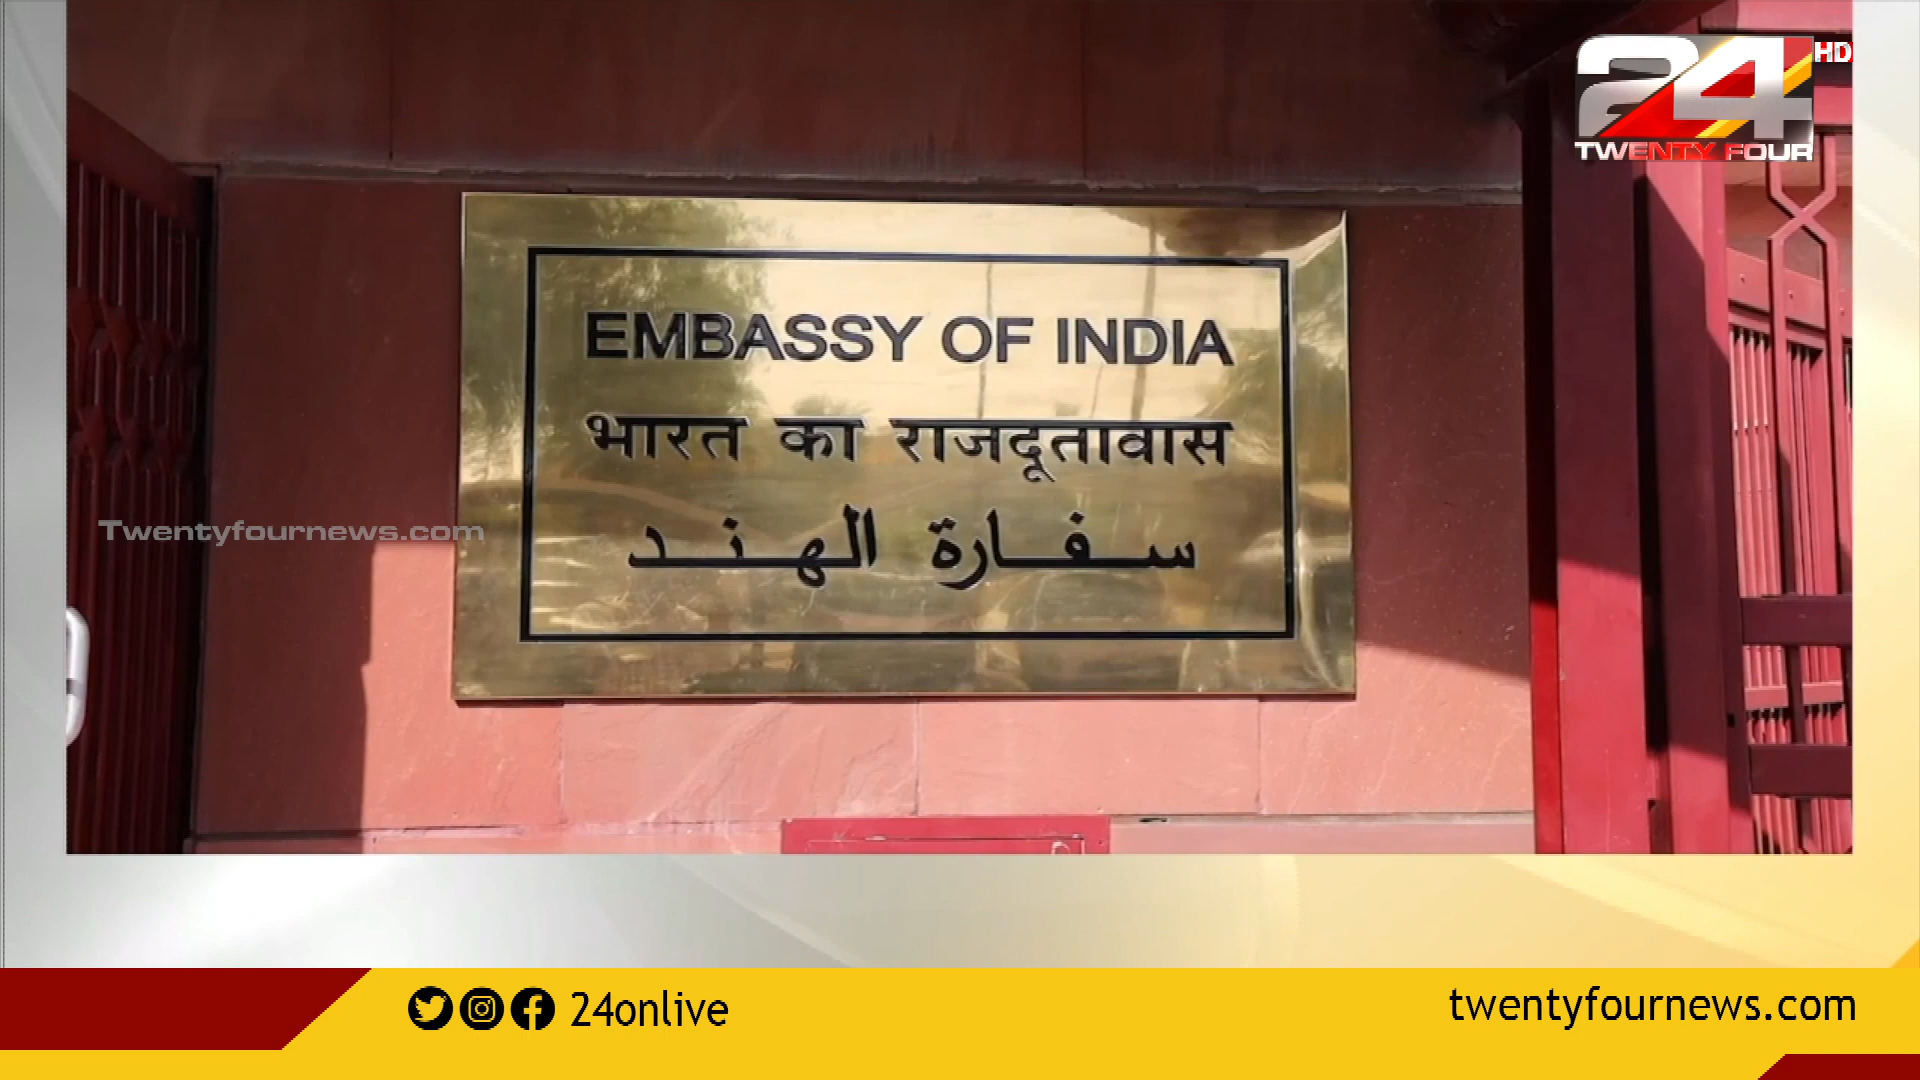 24 HD
TWENTY FOUR
EMBASSY OF INDIA
भारत का राजदूतावास
سفارة الهند
Twentyfournews.com
24onlive
twentyfournews.com